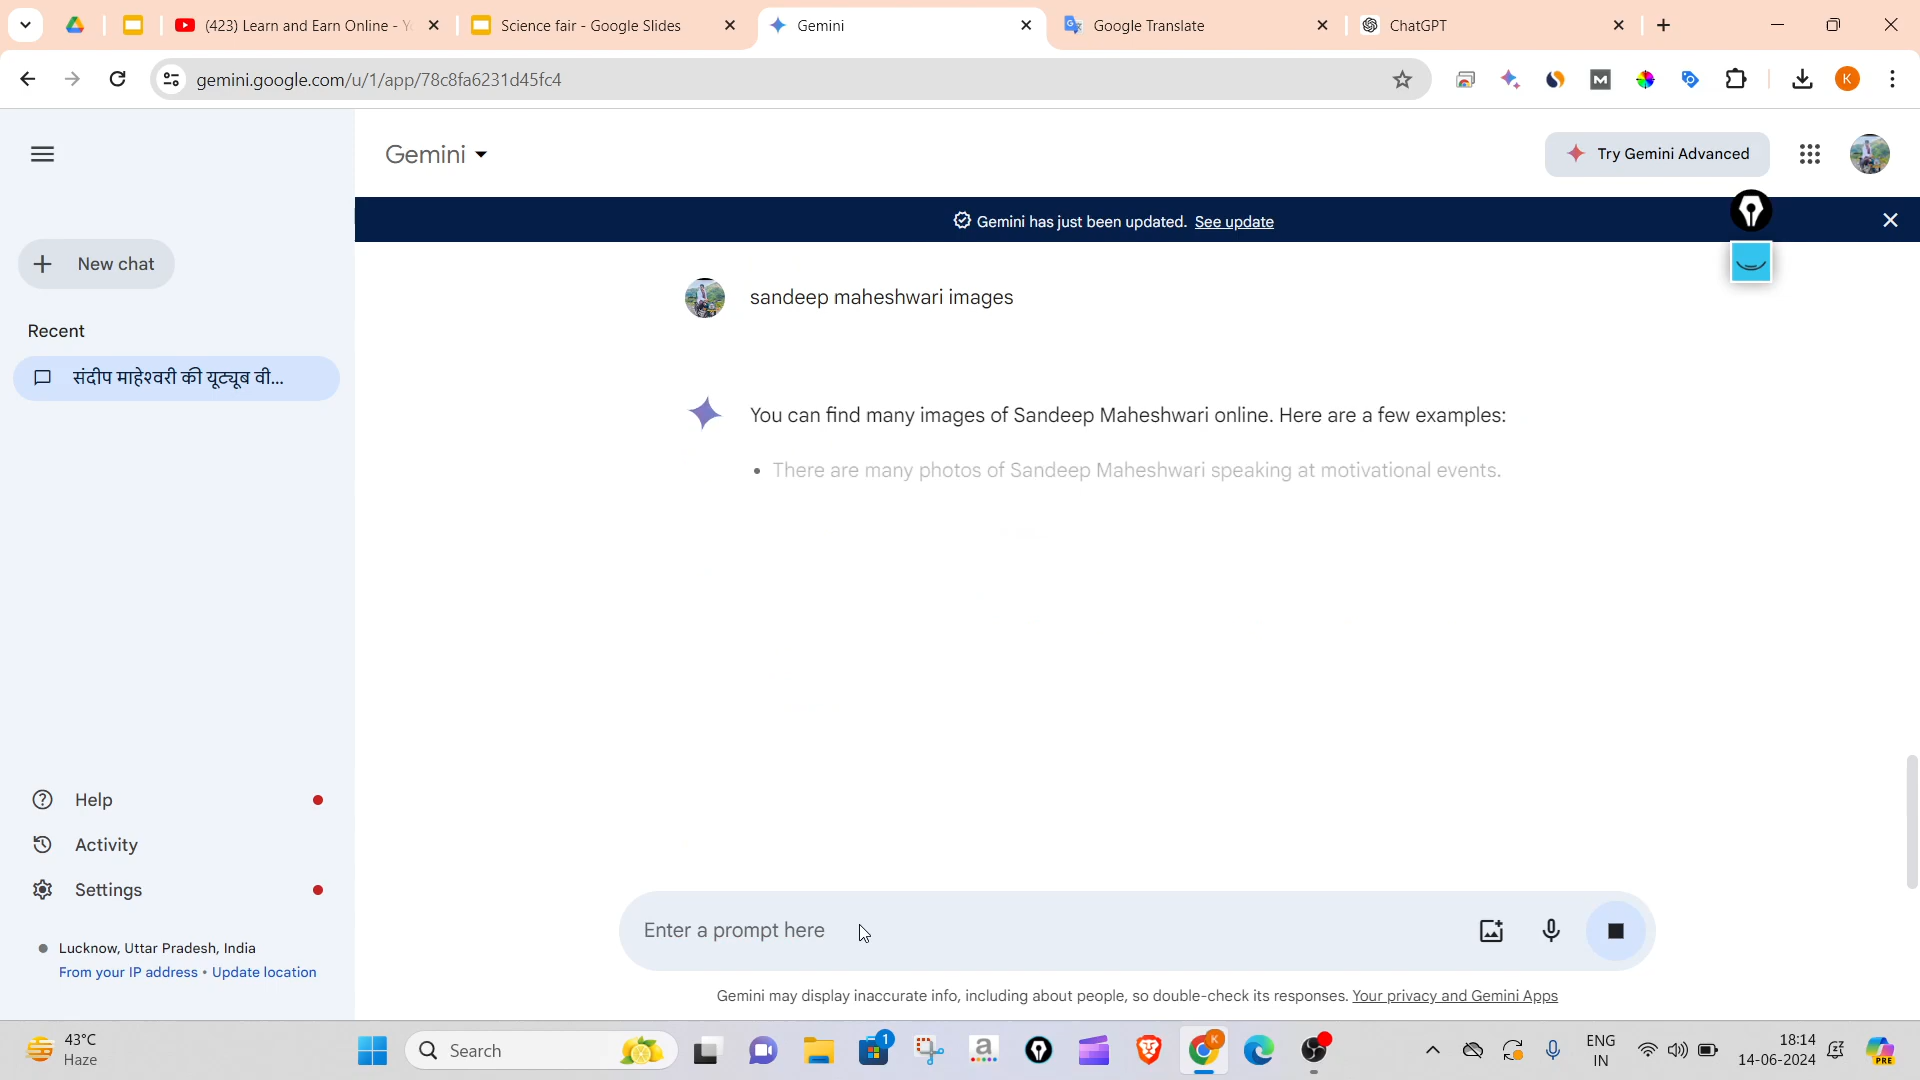 (423) Learn and Earn Online - Y
Science fair - Google Slides
Gemini
Google Translate
ChatGPT
gemini.google.com/u/1/app/78c8fa6231d45fc4
M
K
Gemini
Try Gemini Advanced
Gemini has just been updated. See update
New chat
sandeep maheshwari images
Recent
संदीप माहेश्वरी की यूट्यूब वी...
You can find many images of Sandeep Maheshwari online. Here are a few examples:
• There are many photos of Sandeep Maheshwari speaking at motivational events.
Help
Activity
Settings
Enter a prompt here
Lucknow, Uttar Pradesh, India
From your IP address • Update location
Gemini may display inaccurate info, including about people, so double-check its responses. Your privacy and Gemini Apps
43°C
Haze
Search
1
a
K
ENG
IN
18:14
14-06-2024
PRE